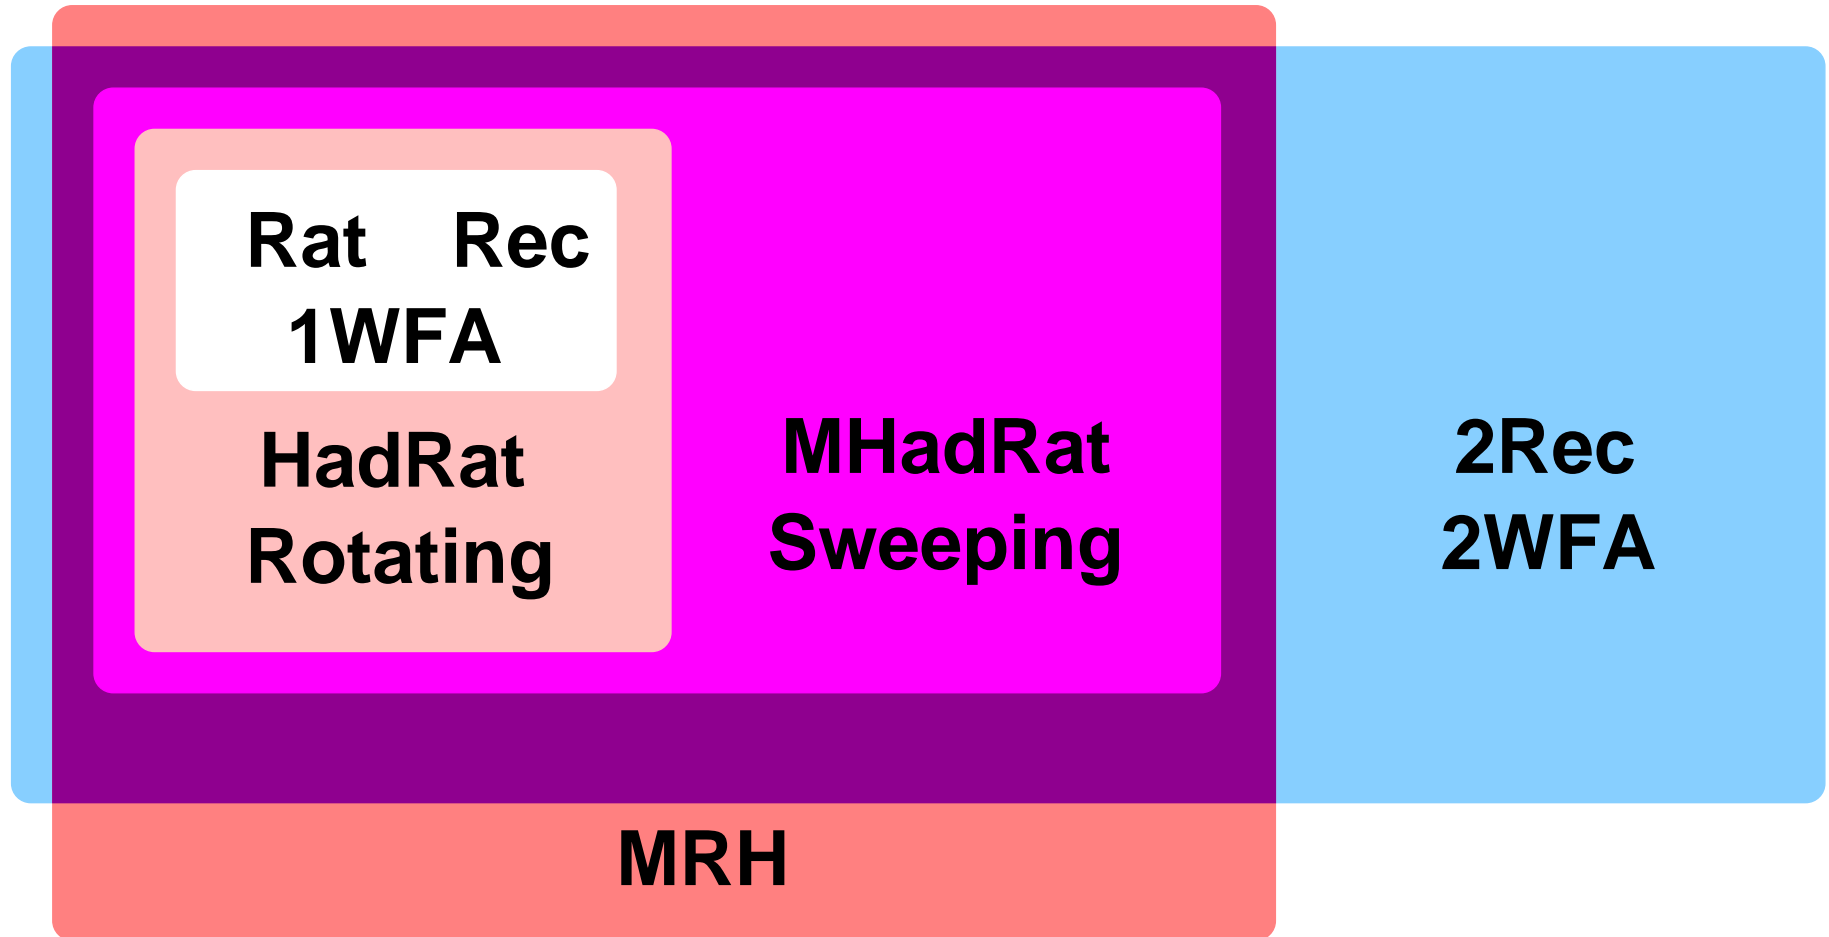 Rat Rec
1WFA
HadRat
Rotating
MHadRat
Sweeping
2Rec
2WFA
MRH